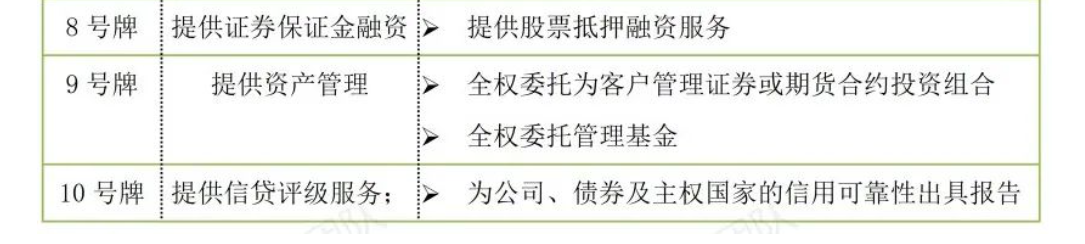 8 号牌 提供证券保证金融资 ➢ 提供股票抵押融资服务
9 号牌 提供资产管理 ➢ 全权委托为客户管理证券或期货合约投资组合
➢ 全权委托管理基金
10 号牌 提供信贷评级服务; ➢ 为公司、债券及主权国家的信用可靠性出具报告